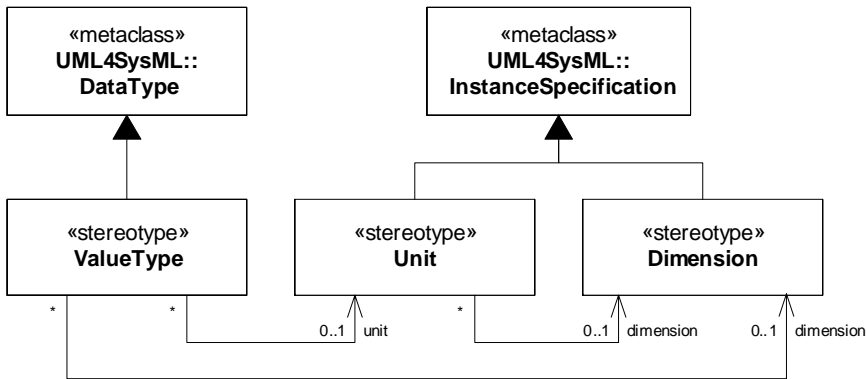 «metaclass»
UML4SysML::
DataType
«metaclass»
UML4SysML::
InstanceSpecification
«stereotype»
ValueType
«stereotype»
Unit
«stereotype»
Dimension
*
*
0..1
unit
*
0..1
dimension
0..1
dimension